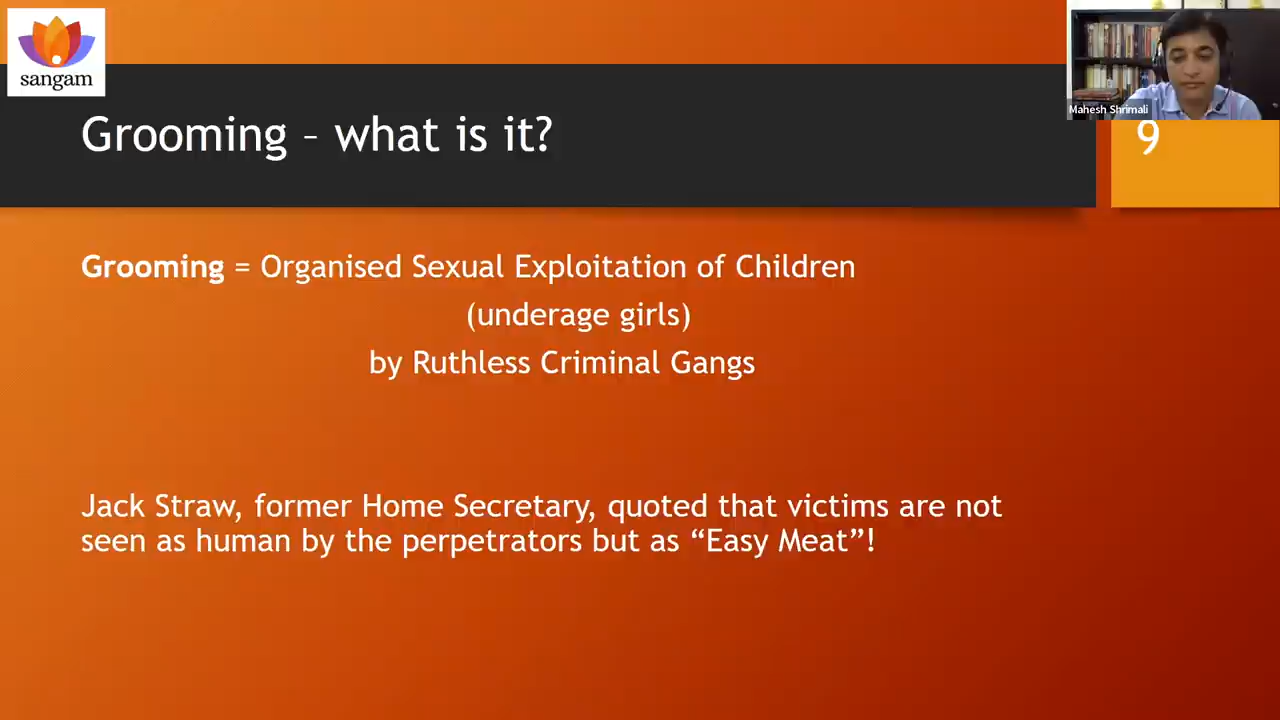 sangam
Mahesh Shrimali
Grooming – what is it?
9
Grooming = Organised Sexual Exploitation of Children
(underage girls)
by Ruthless Criminal Gangs
Jack Straw, former Home Secretary, quoted that victims are not
seen as human by the perpetrators but as “Easy Meat”!